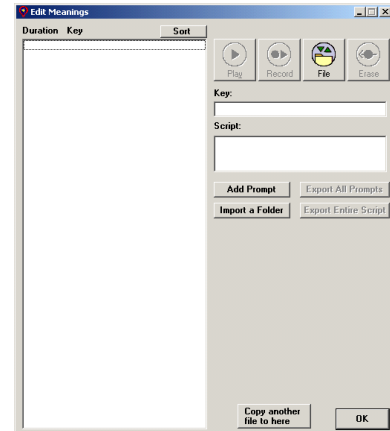 Edit Meanings
Duration Key Sort
Play Record File Erase
Key:
Script:
Add Prompt Export All Prompts
Import a Folder Export Entire Script
Copy another
file to here
OK